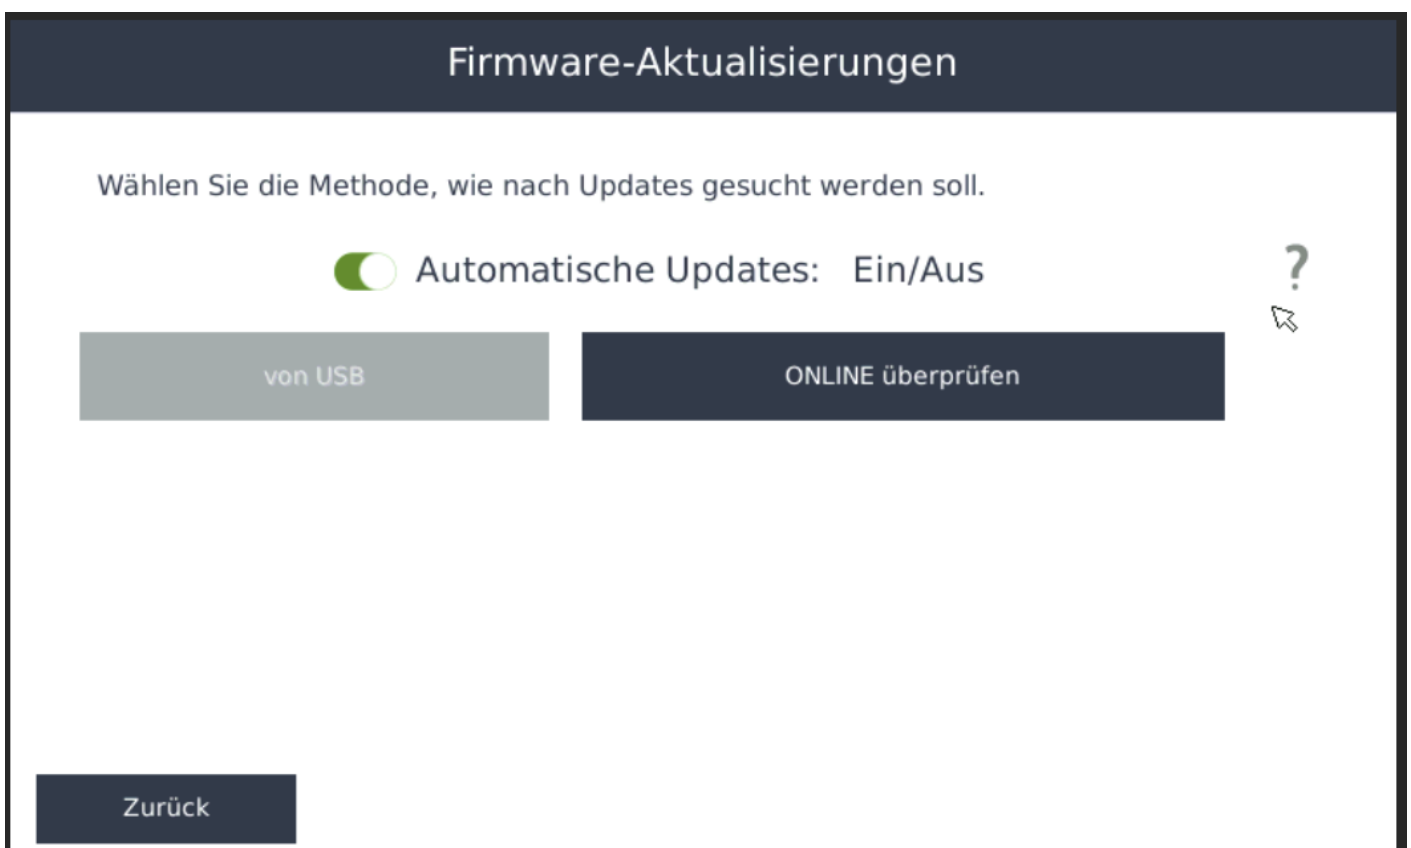 Firmware-Aktualisierungen
Wählen Sie die Methode, wie nach Updates gesucht werden soll.
Automatische Updates: Ein/Aus
?
von USB
ONLINE überprüfen
Zurück